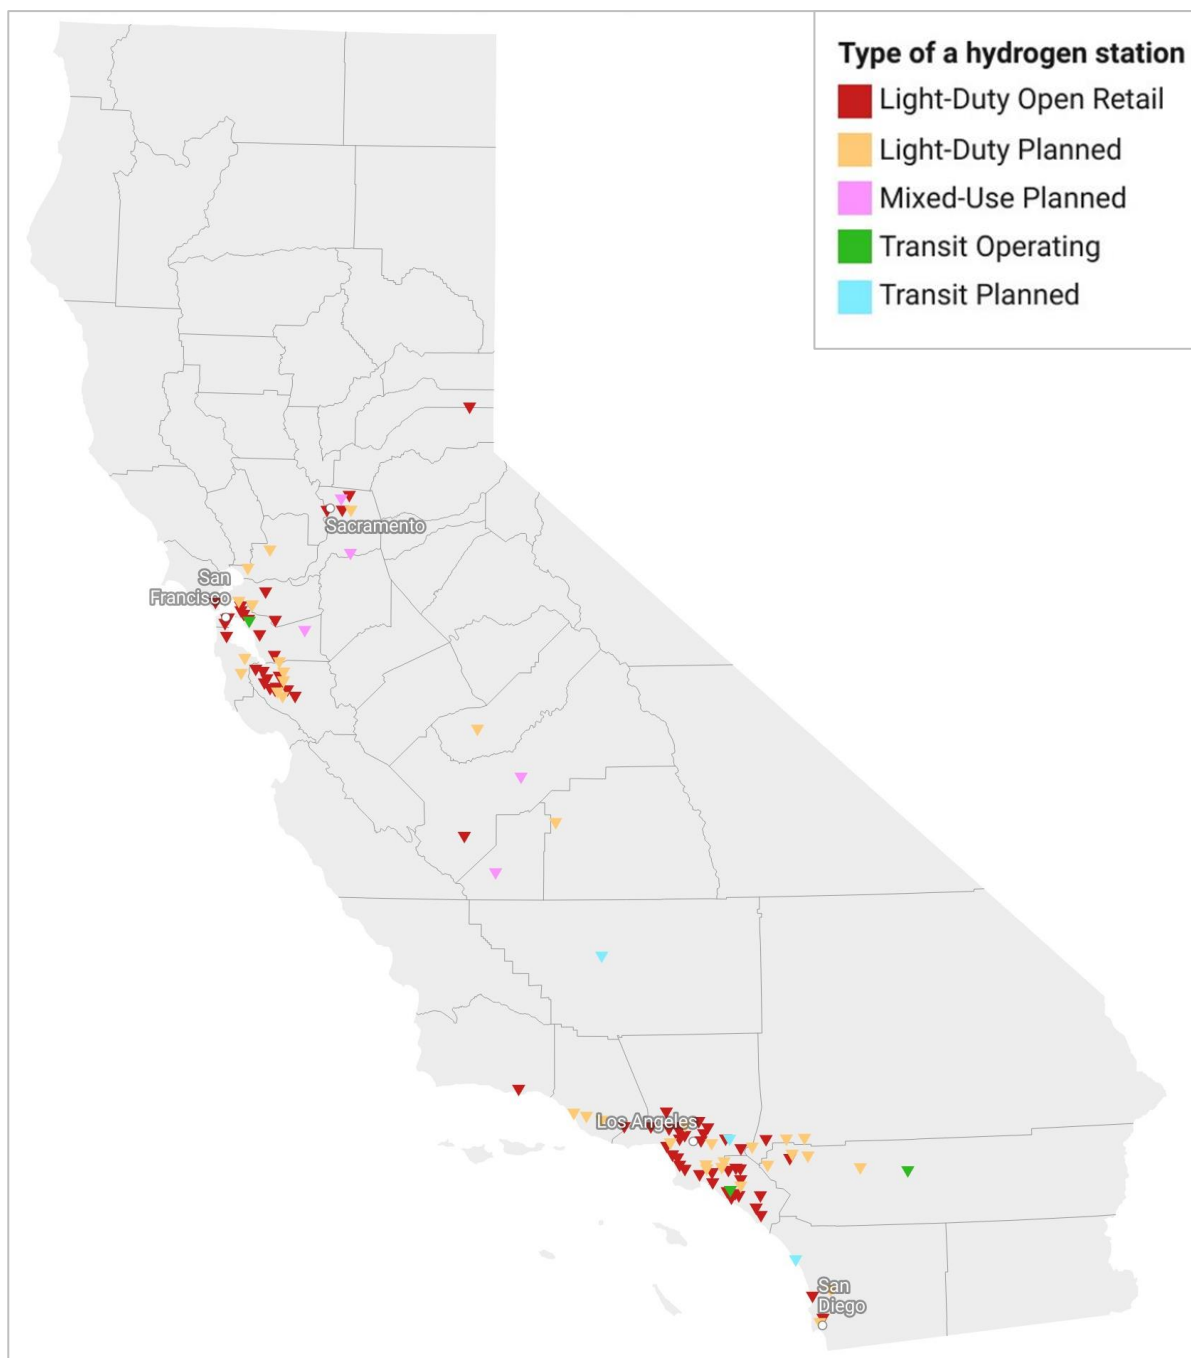 Type of a hydrogen station
Light-Duty Open Retail
Light-Duty Planned
Mixed-Use Planned
Transit Operating
Transit Planned
Sacramento
San
Francisco
Los Angeles
San
Diego